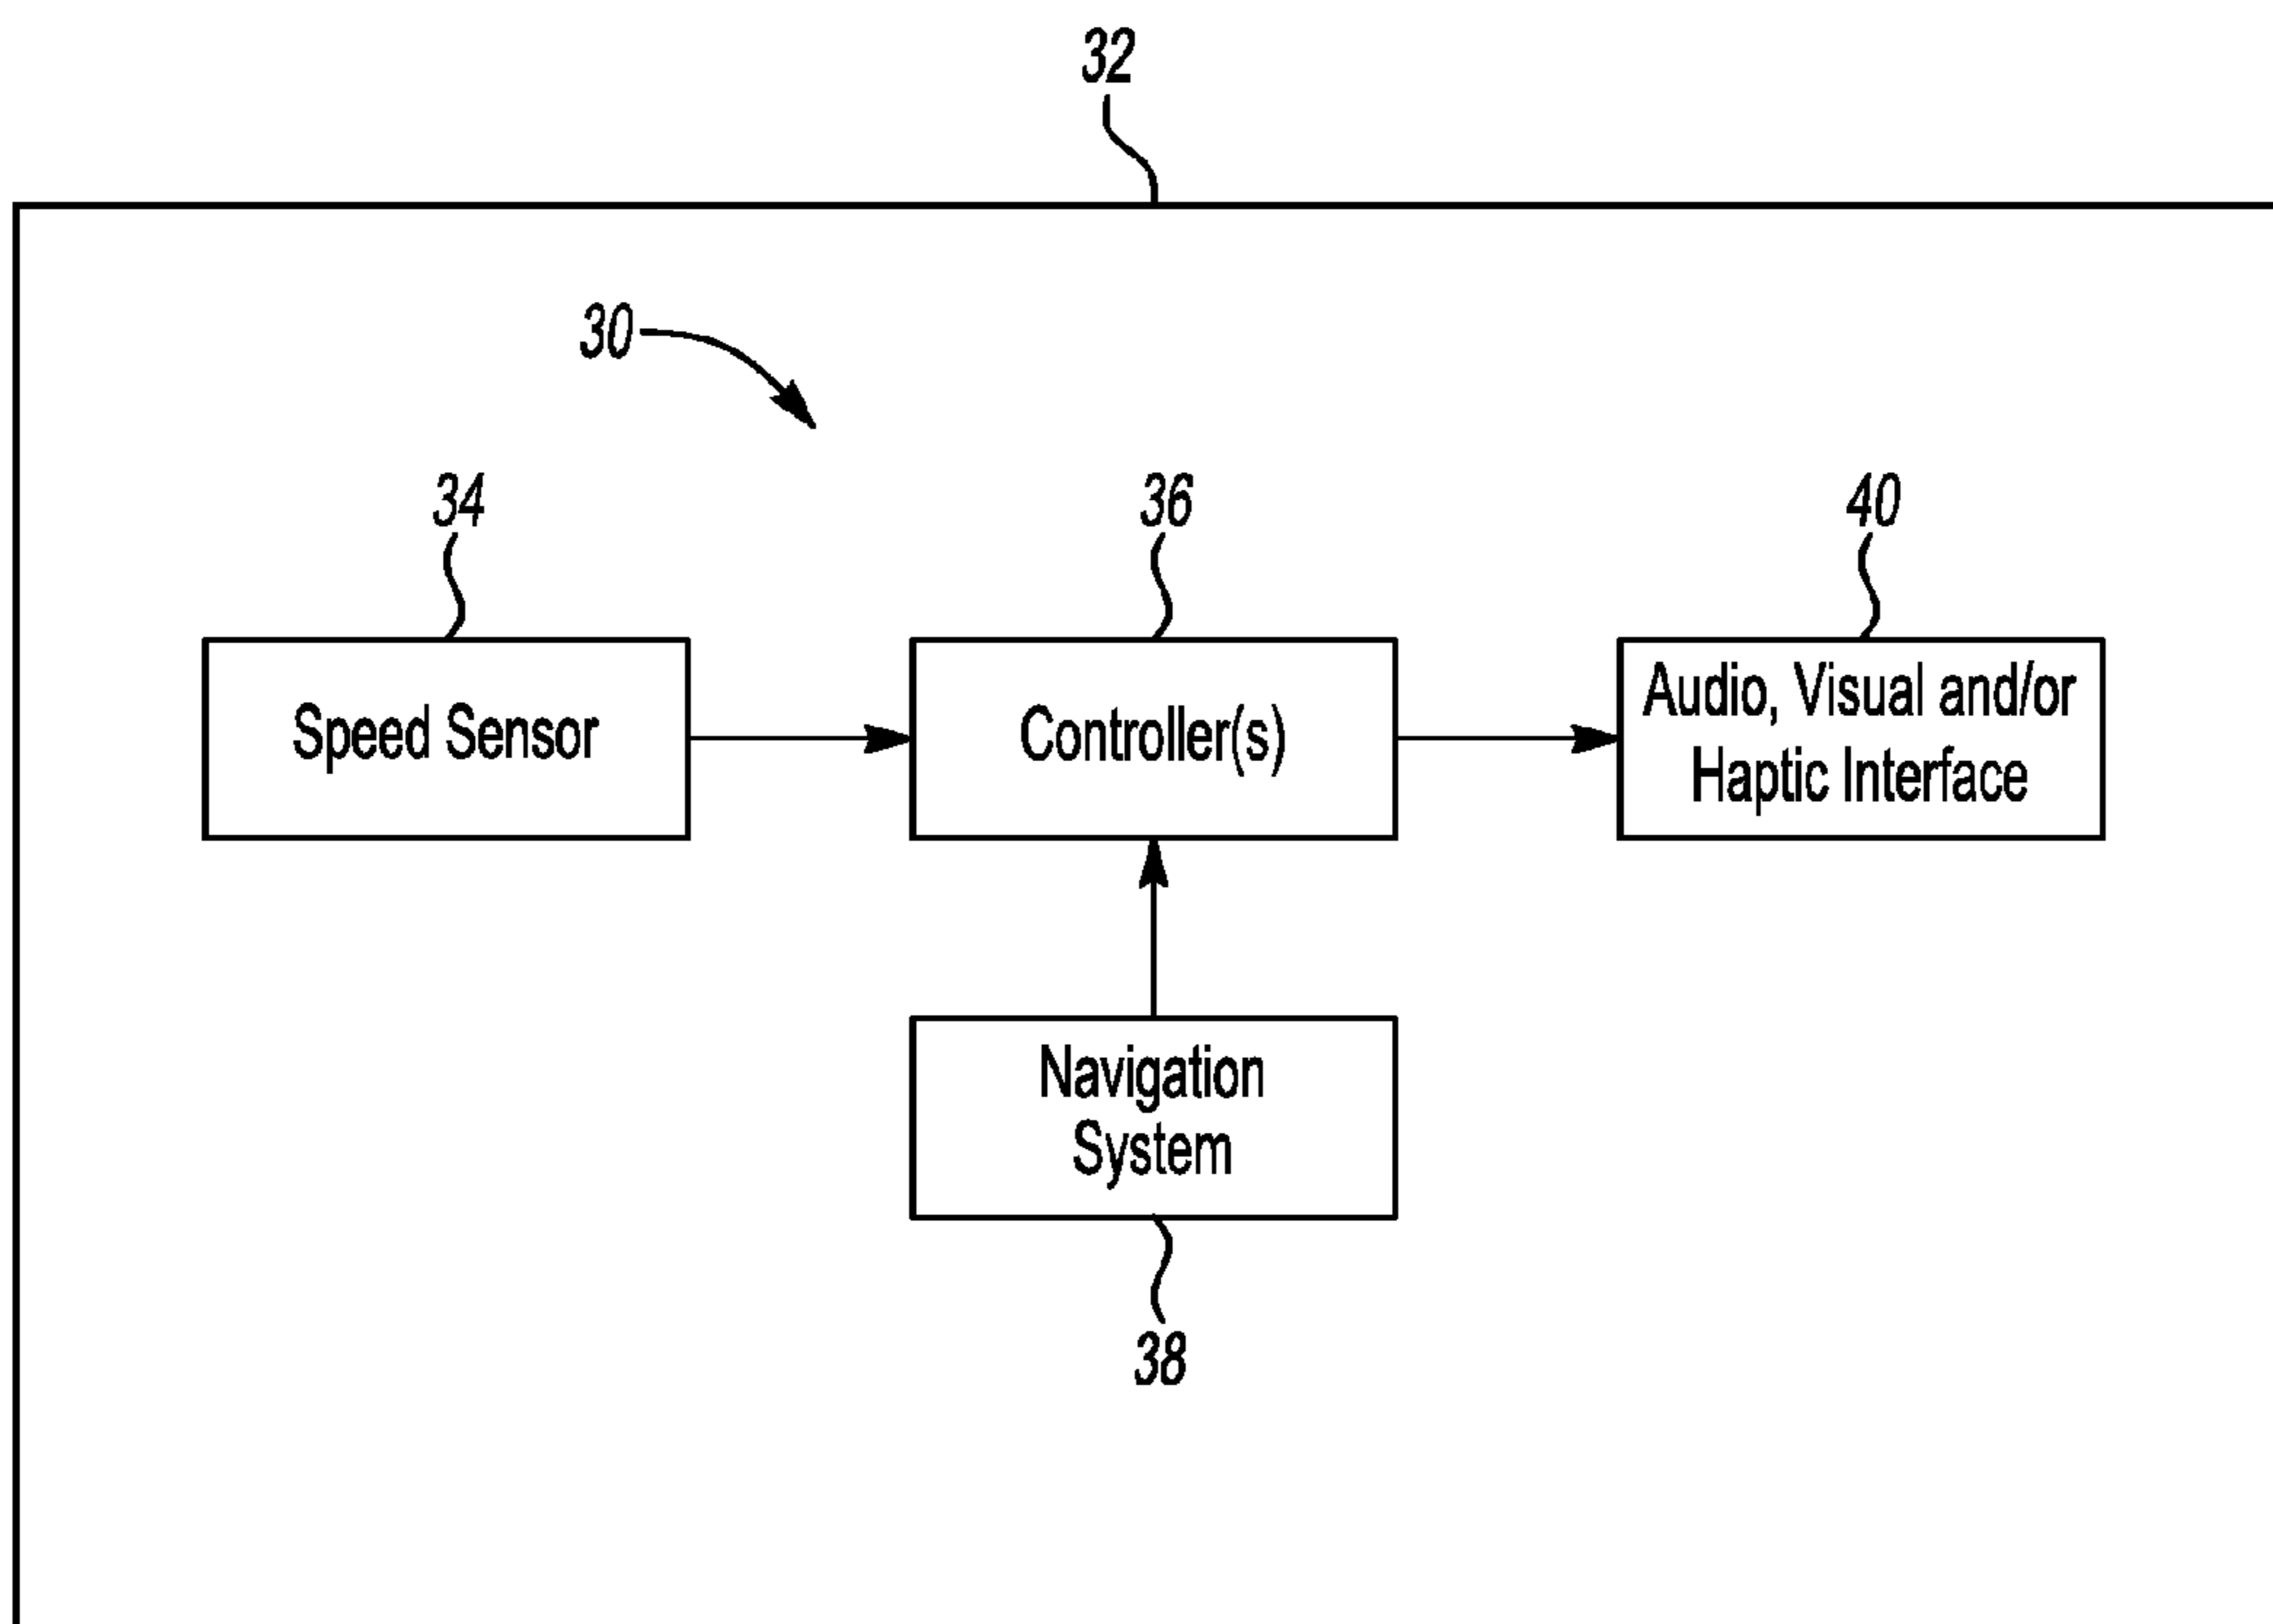 32
30
34
36
40
Speed Sensor
Controller(s)
Audio, Visual and/or
Haptic Interface
Navigation
System
38